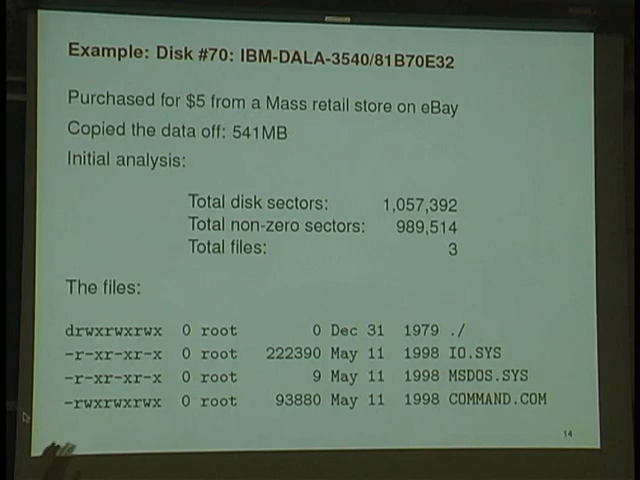 Example: Disk #70: IBM-DALA-3540/81B70E32
Purchased for $5 from a Mass retail store on eBay
Copied the data off: 541MB
Initial analysis:
Total disk sectors: 1,057,392
Total non-zero sectors: 989,514
Total files: 3
The files:
drwxrwxrwx 0 root 0 Dec 31 1979 ./
-r-xr-xr-x 0 root 222390 May 11 1998 IO.SYS
-r-xr-xr-x 0 root 9 May 11 1998 MSDOS.SYS
-rwxrwxrwx 0 root 93880 May 11 1998 COMMAND.COM
14